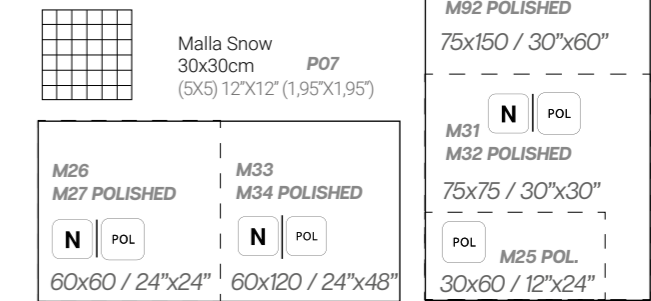 Malla Snow
30x30cm P07
(5X5) 12”X12” (1,95”X1,95”)
M26
M27 POLISHED
N POL
60x60 / 24”x24”
M33
M34 POLISHED
N POL
60x120 / 24”x48”
M92 POLISHED
75x150 / 30”x60”
N POL
M31
M32 POLISHED
75x75 / 30”x30”
POL
M25 POL.
30x60 / 12”x24”